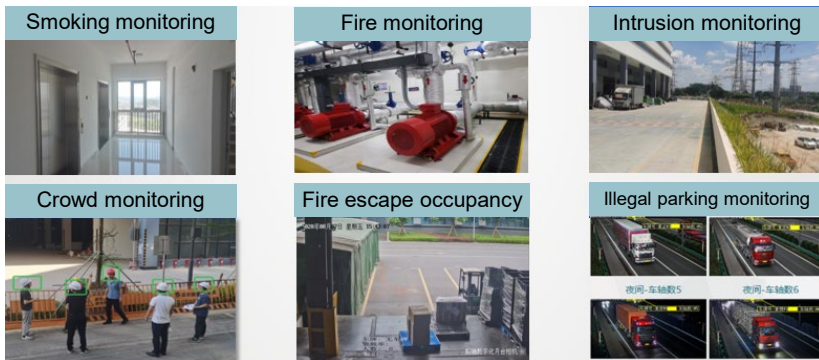 Smoking monitoring
Fire monitoring
Intrusion monitoring
Crowd monitoring
Fire escape occupancy
Illegal parking monitoring
夜间-车轴数5
夜间-车轴数6